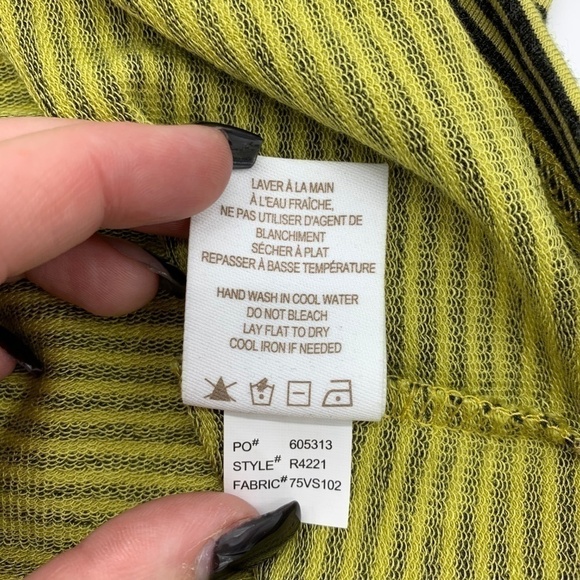 LAVER À LA MAIN
À L'EAU FRAÎCHE,
NE PAS UTILISER D'AGENT DE
BLANCHIMENT
SÉCHER À PLAT
REPASSER À BASSE TEMPÉRATURE
HAND WASH IN COOL WATER
DO NOT BLEACH
LAY FLAT TO DRY
COOL IRON IF NEEDED
PO# 605313
STYLE# R4221
FABRIC# 75VS102